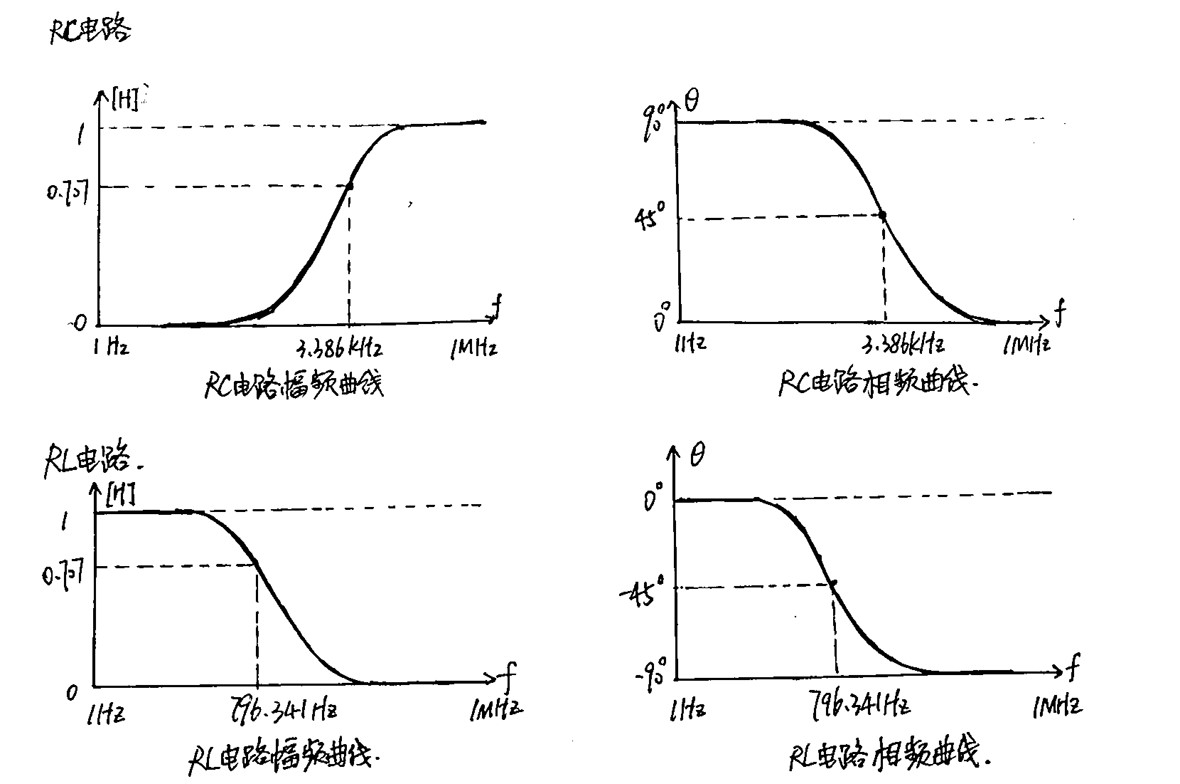 RC电路
[H]
1
0.707
0
1Hz
3.386kHz
1MHz
f
RC电路幅频曲线
θ
90°
45°
0°
1Hz
3.386kHz
1MHz
f
RC电路相频曲线.
RL电路.
[H]
1
0.707
0
1Hz
796.341Hz
1MHz
f
RL电路幅频曲线.
θ
0°
-45°
-90°
1Hz
796.341Hz
1MHz
f
RL电路相频曲线.